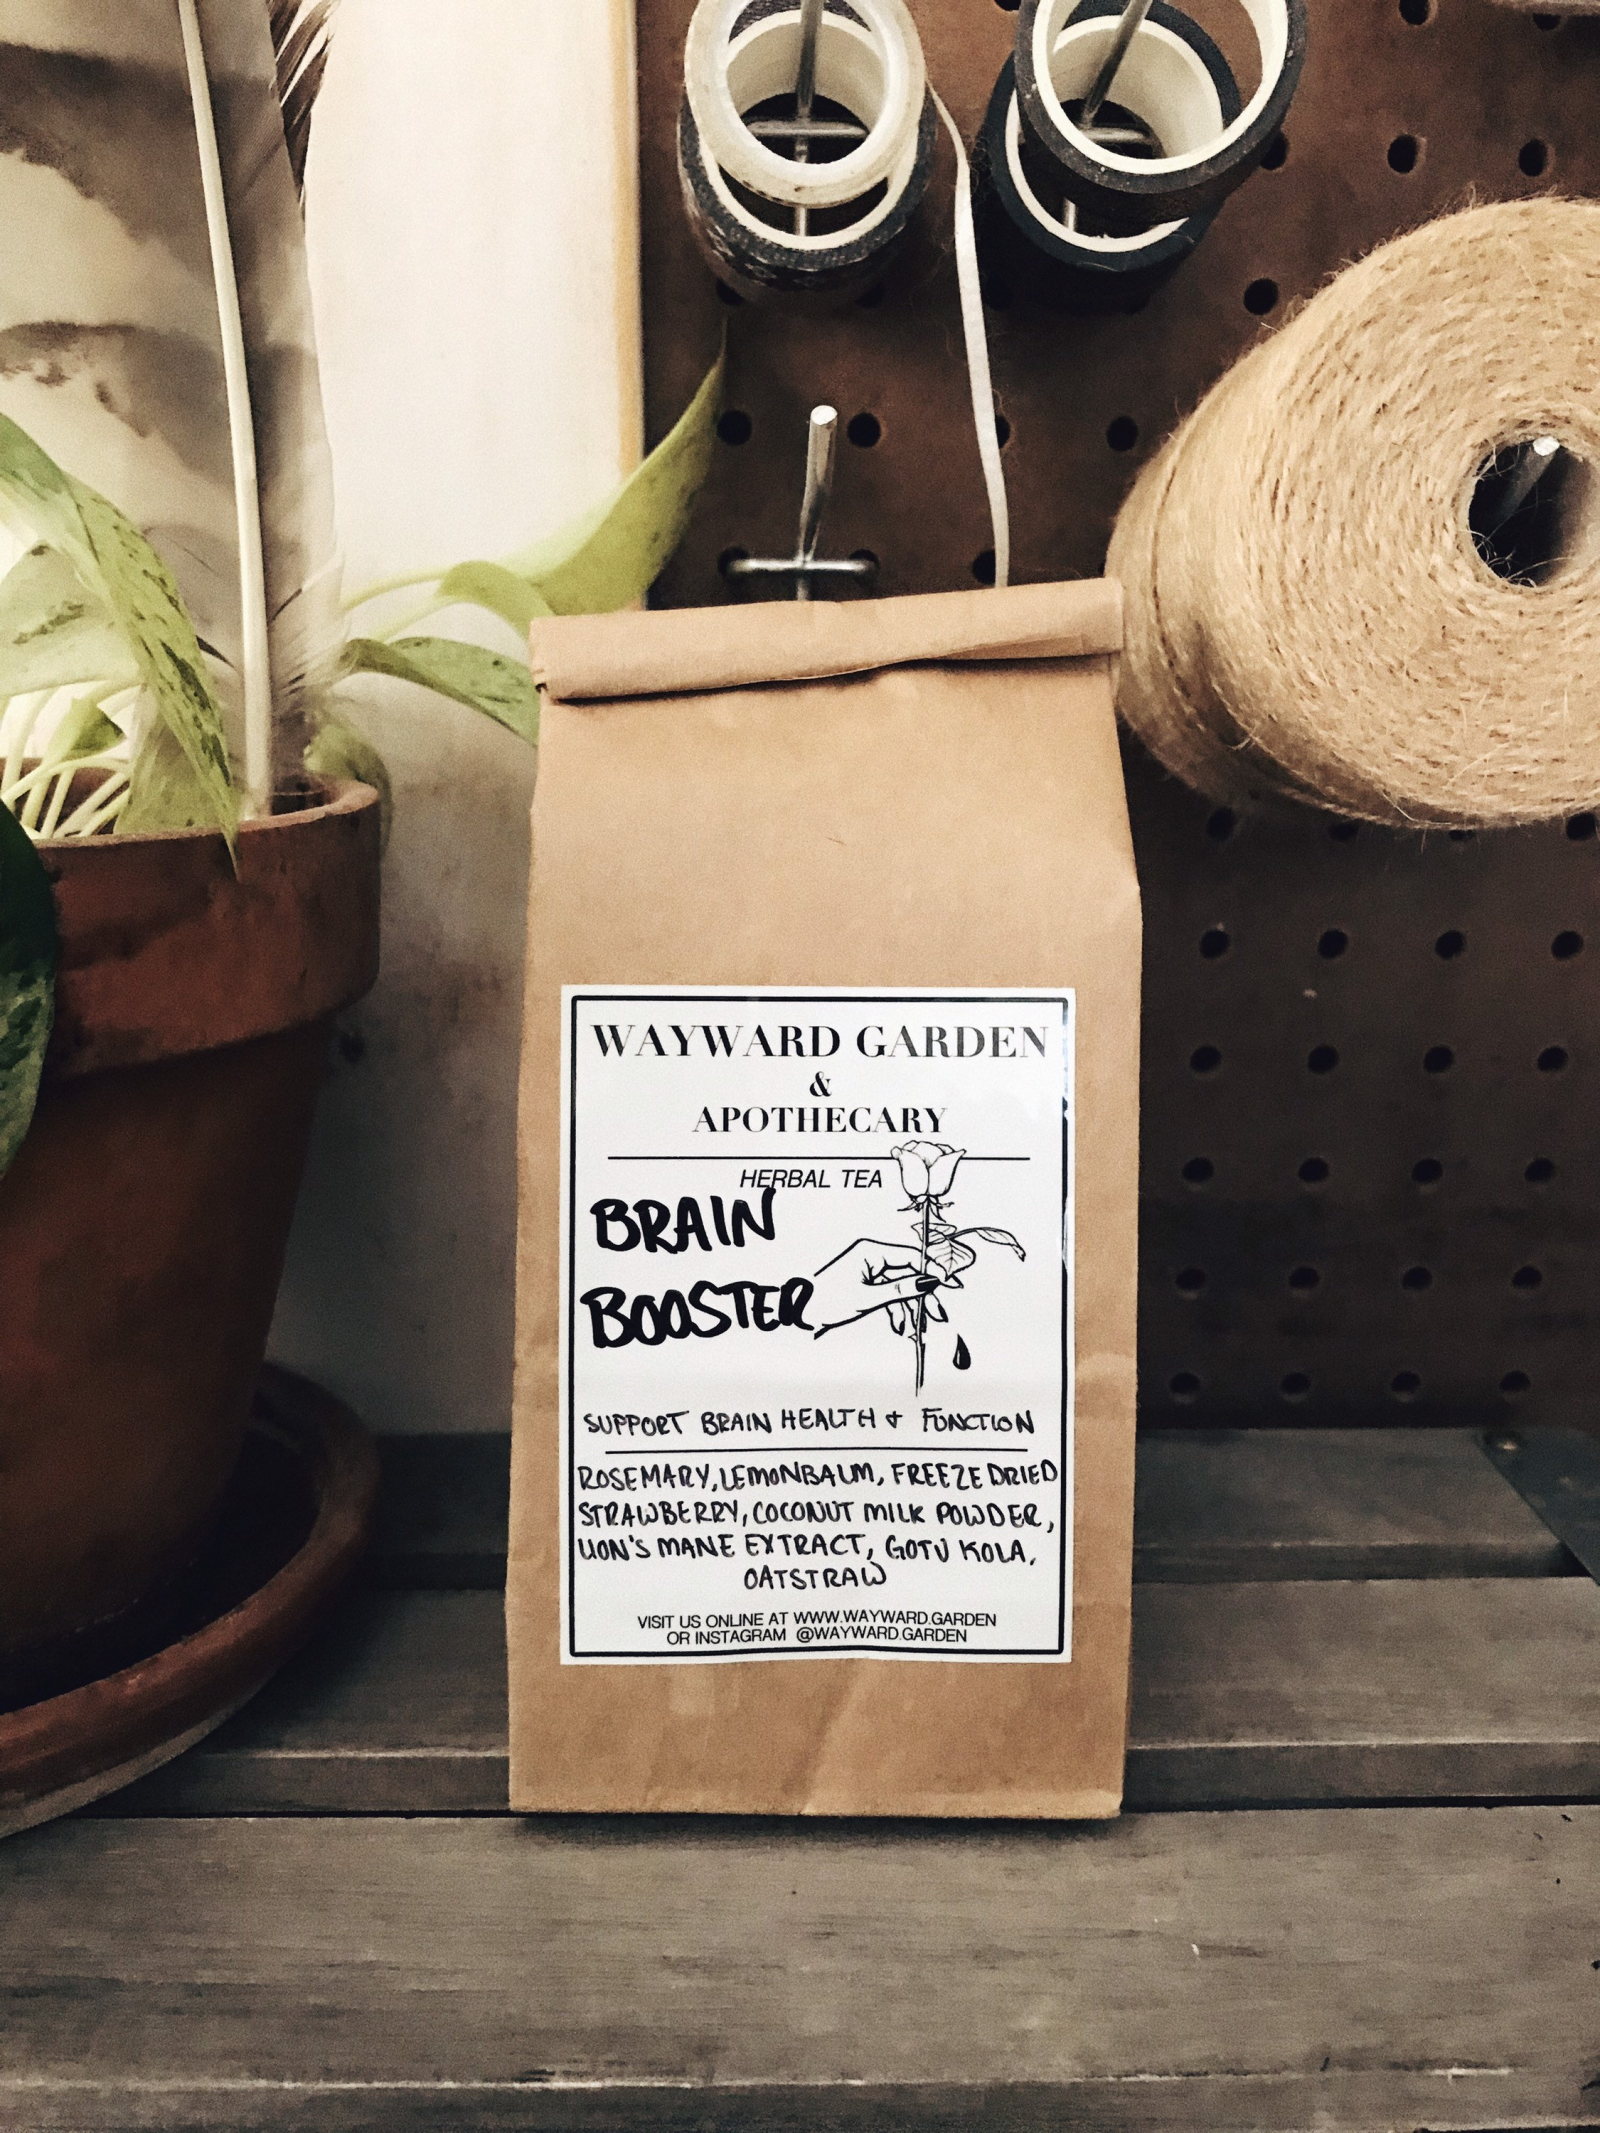 WAYWARD GARDEN
&
APOTHECARY
HERBAL TEA
BRAIN
BOOSTER
SUPPORT BRAIN HEALTH + FUNCTION
ROSEMARY, LEMONBALM, FREEZE DRIED
STRAWBERRY, COCONUT MILK POWDER,
LION'S MANE EXTRACT, GOTU KOLA,
OATSTRAW
VISIT US ONLINE AT WWW.WAYWARD.GARDEN
OR INSTAGRAM @WAYWARD.GARDEN